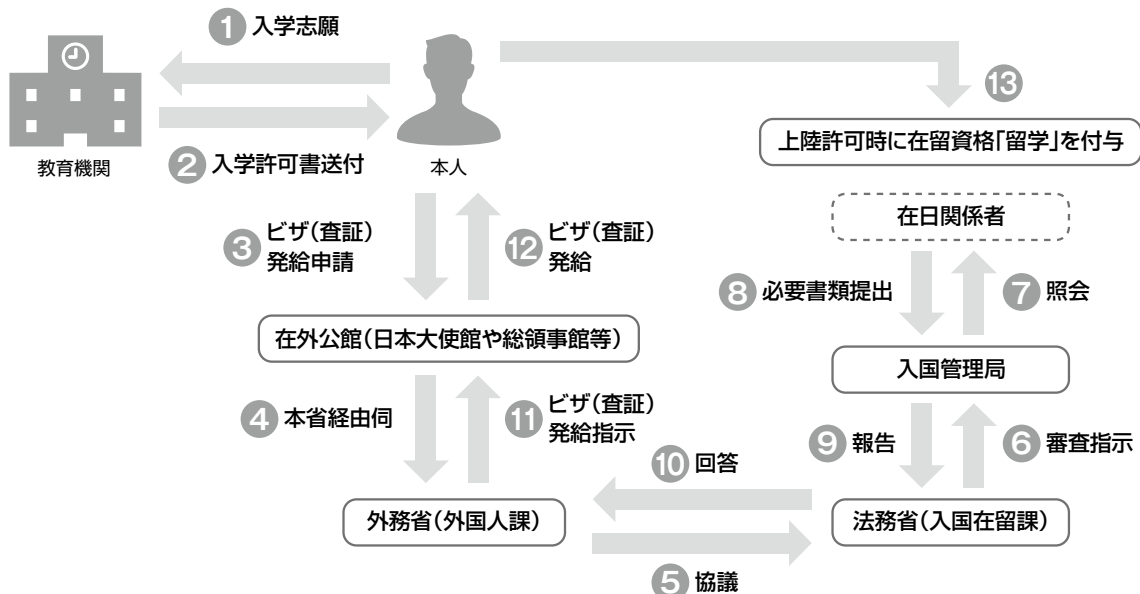 ① 入学志願
教育機関
② 入学許可書送付
本人
⑬
上陸許可時に在留資格「留学」を付与
在日関係者
③ ビザ(査証)
発給申請
⑫ ビザ(査証)
発給
⑧ 必要書類提出
⑦ 照会
在外公館(日本大使館や総領事館等)
入国管理局
④ 本省経由伺
⑪ ビザ(査証)
発給指示
⑨ 報告
⑥ 審査指示
⑩ 回答
外務省(外国人課)
法務省(入国在留課)
⑤ 協議